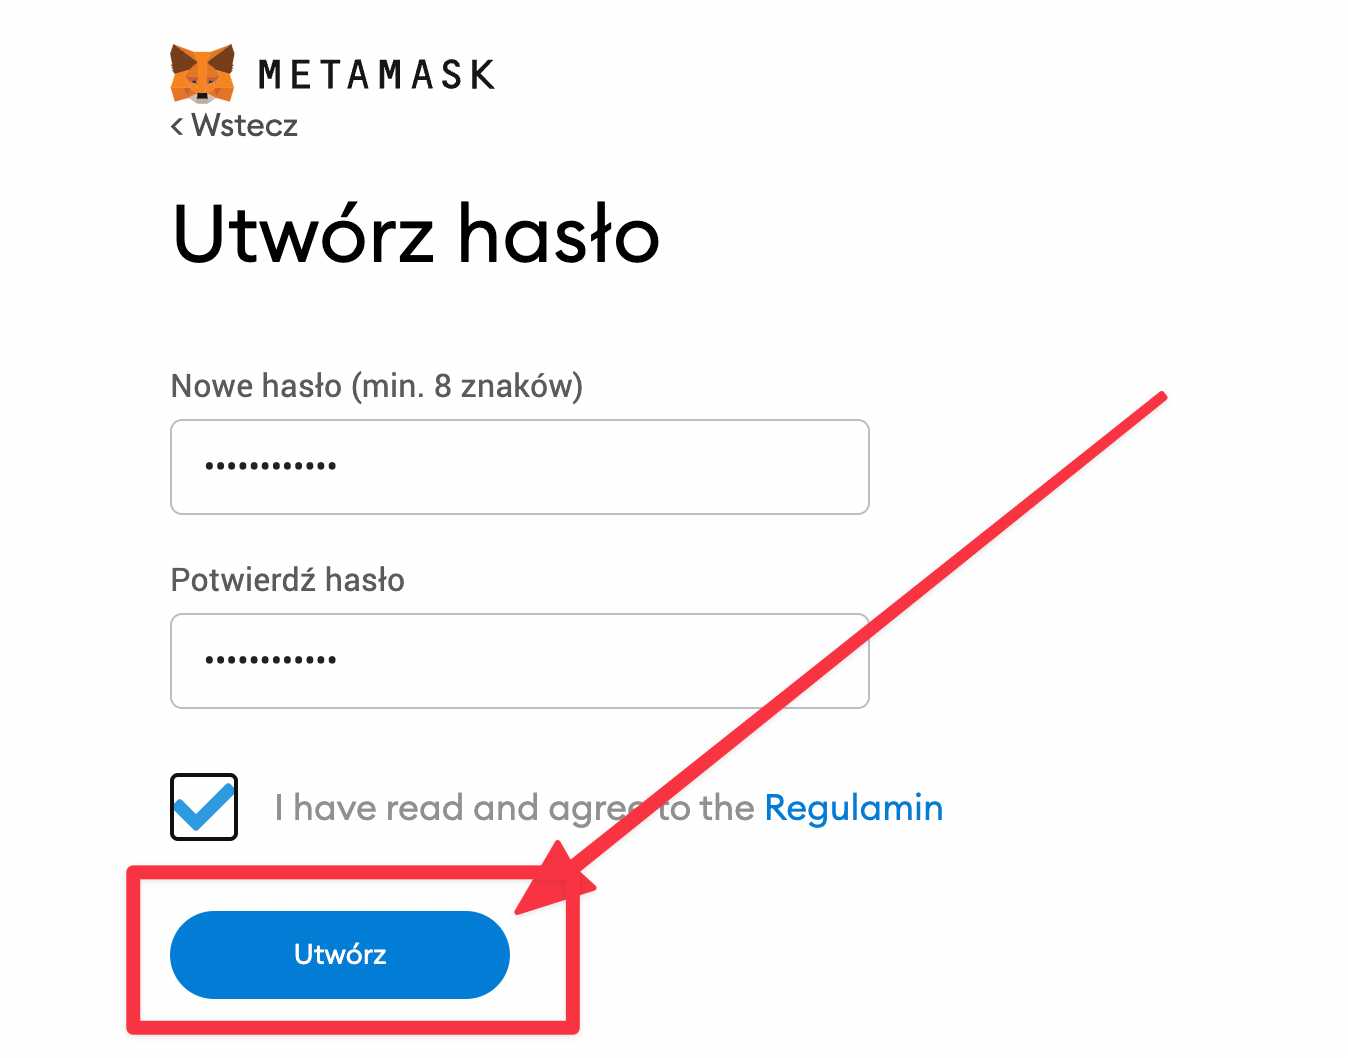 METAMASK
< Wstecz
Utwórz hasło
Nowe hasło (min. 8 znaków)
••••••••••••
Potwierdź hasło
••••••••••••
I have read and agree to the Regulamin
Utwórz